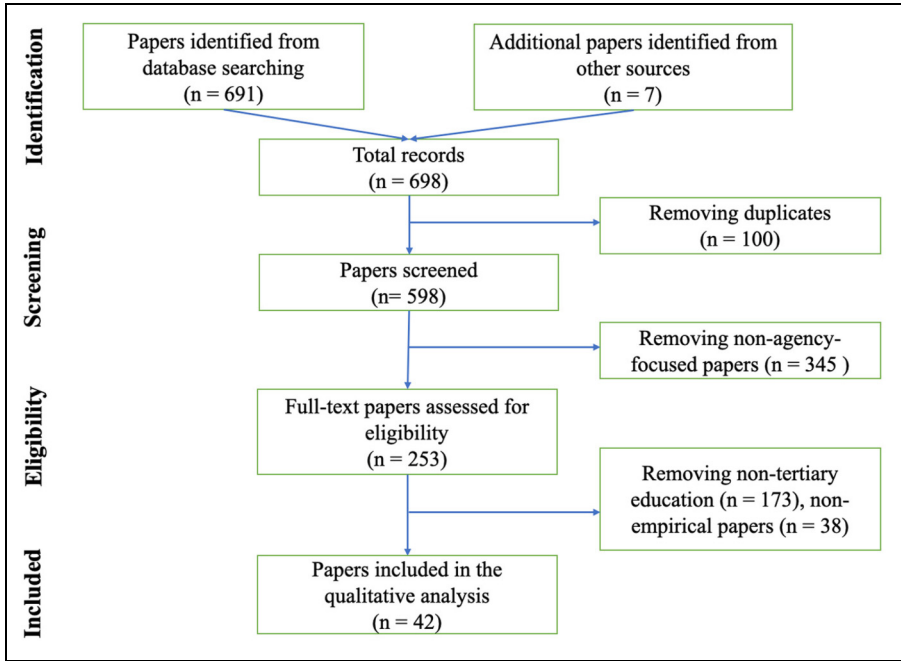 Identification
Papers identified from
database searching
(n = 691)
Additional papers identified from
other sources
(n = 7)
Total records
(n = 698)
Removing duplicates
(n = 100)
Screening
Papers screened
(n= 598)
Removing non-agency-
focused papers (n = 345 )
Eligibility
Full-text papers assessed for
eligibility
(n = 253)
Removing non-tertiary
education (n = 173), non-
empirical papers (n = 38)
Included
Papers included in the
qualitative analysis
n = 42)